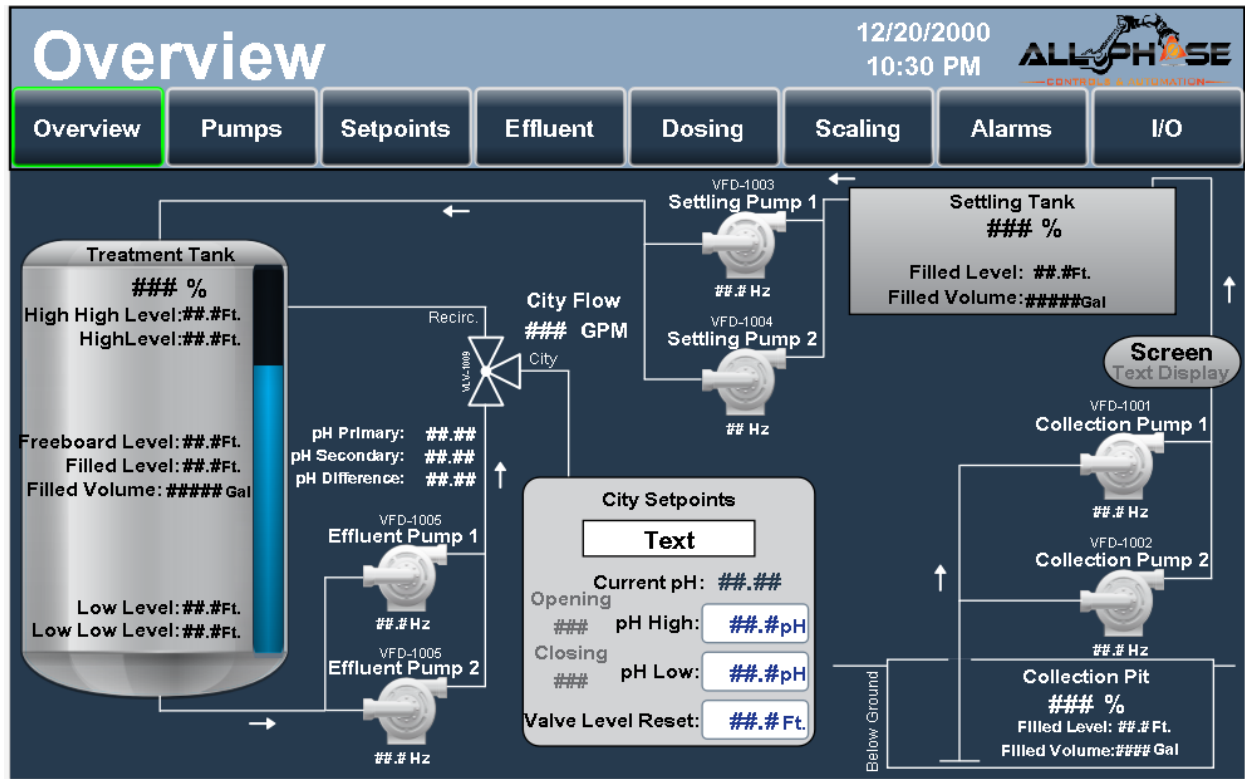 Overview
12/20/2000
10:30 PM
ALL PHASE
CONTROLS & AUTOMATION
Overview
Pumps
Setpoints
Effluent
Dosing
Scaling
Alarms
I/O
Treatment Tank
### %
High High Level:##.#Ft.
HighLevel:##.#Ft.
Freeboard Level:##.#Ft.
Filled Level:##.#Ft.
Filled Volume:#####Gal
Low Level:##.#Ft.
Low Low Level:##.#Ft.
Recirc.
VLV-1009
City
City Flow
### GPM
pH Primary: ##.##
pH Secondary: ##.##
pH Difference: ##.##
VFD-1005
Effluent Pump 1
##.# Hz
VFD-1005
Effluent Pump 2
##.# Hz
VFD-1003
Settling Pump 1
##.# Hz
VFD-1004
Settling Pump 2
## Hz
Settling Tank
### %
Filled Level: ##.#Ft.
Filled Volume:#####Gal
Screen
Text Display
VFD-1001
Collection Pump 1
##.# Hz
VFD-1002
Collection Pump 2
##.# Hz
City Setpoints
Text
Current pH: ##.##
Opening
###
pH High: ##.#pH
Closing
###
pH Low: ##.#pH
Valve Level Reset: ##.# Ft.
Below Ground
Collection Pit
### %
Filled Level: ##.# Ft.
Filled Volume:#### Gal